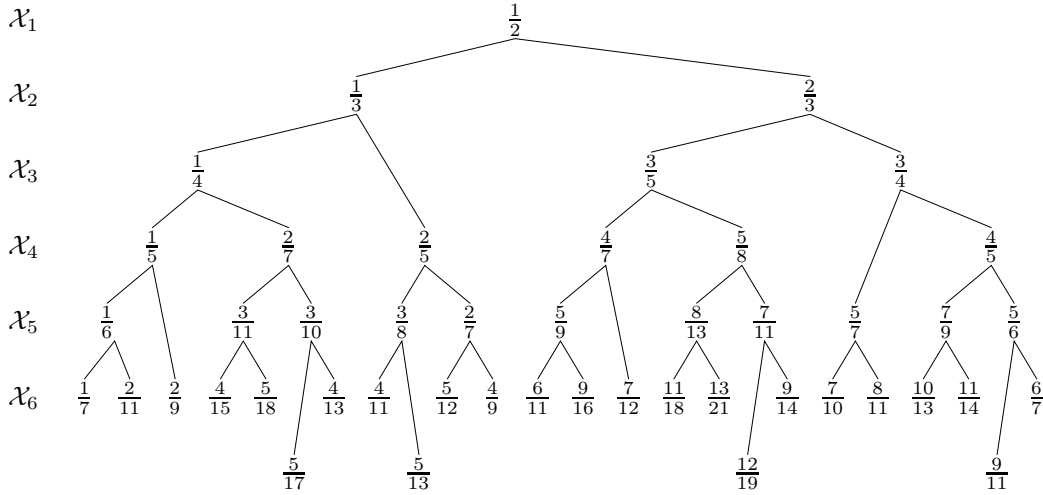 𝒳₁ 1/2
𝒳₂ 1/3 2/3
𝒳₃ 1/4 3/5 3/4
𝒳₄ 1/5 2/7 2/5 4/7 5/8 4/5
𝒳₅ 1/6 3/11 3/10 3/8 2/7 5/9 8/13 7/11 5/7 7/9 5/6
𝒳₆ 1/7 2/11 2/9 4/15 5/18 4/13 4/11 5/12 4/9 6/11 9/16 7/12 11/18 13/21 9/14 7/10 8/11 10/13 11/14 6/7
5/17 5/13 12/19 9/11